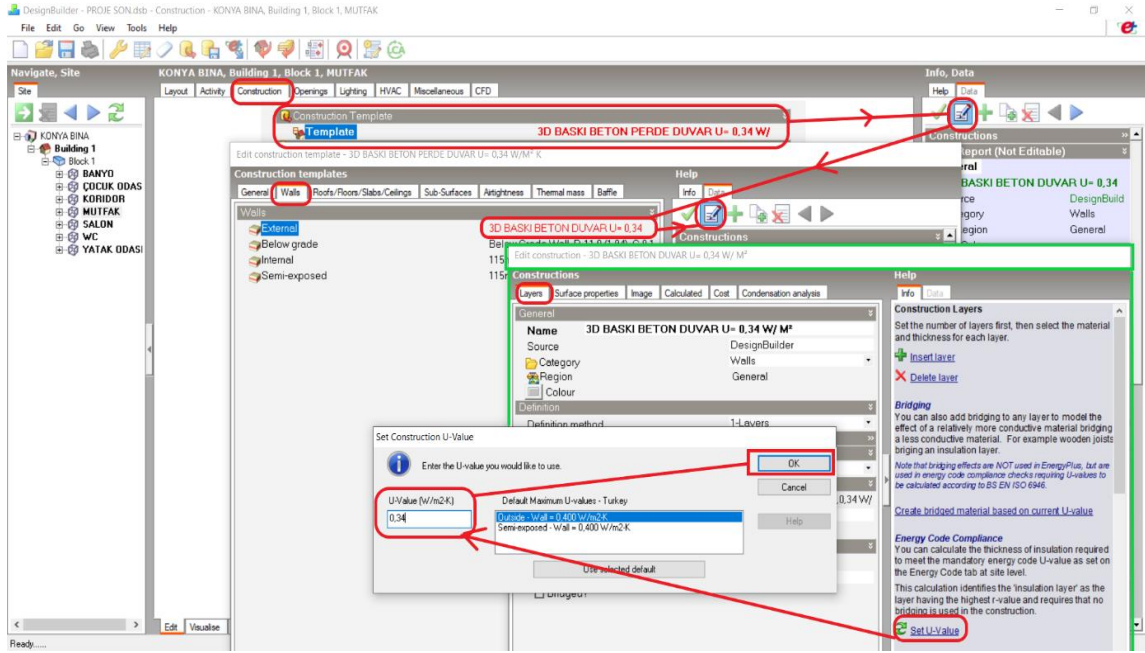 DesignBuilder - PROJE SON.dsb - Construction - KONYA BINA, Building 1, Block 1, MUTFAK
File Edit Go View Tools Help
Navigate, Site
Site
KONYA BINA
Building 1
Block 1
BANYO
ÇOCUK ODAS
KORIDOR
MUTFAK
SALON
WC
YATAK ODASI
KONYA BINA, Building 1, Block 1, MUTFAK
Layout Activity Construction Openings Lighting HVAC Miscellaneous CFD
Construction Template
Template 3D BASKI BETON PERDE DUVAR U= 0,34 W/
Info, Data
Help Data
Constructions
Report (Not Editable)
BASKI BETON DUVAR U= 0,34
DesignBuild
Walls
General
Edit construction template - 3D BASKI BETON PERDE DUVAR U= 0,34 W/M² K
Construction templates
General Walls Roofs/Floors/Slabs/Ceilings Sub-Surfaces Airtightness Thermal mass Baffle
Walls
External 3D BASKI BETON DUVAR U= 0,34
Below grade
Internal
Semi-exposed
Help
Info Data
Constructions
Edit construction - 3D BASKI BETON DUVAR U= 0,34 W/ M²
Constructions
Layers Surface properties Image Calculated Cost Condensation analysis
General
Name 3D BASKI BETON DUVAR U= 0,34 W/ M²
Source DesignBuilder
Category Walls
Region General
Colour
Definition
Definition method 1-Layers
0,34 W/
Bridged?
Help
Info Data
Construction Layers
Set the number of layers first, then select the material
and thickness for each layer.
Insert layer
Delete layer
Bridging
You can also add bridging to any layer to model the
effect of a relatively more conductive material bridging
a less conductive material. For example wooden joists
briging an insulation layer.
Note that bridging effects are NOT used in EnergyPlus, but are
used in energy code compliance checks requiring U-values to
be calculated according to BS EN ISO 6946.
Create bridged material based on current U-value
Energy Code Compliance
You can calculate the thickness of insulation required
to meet the mandatory energy code U-value as set on
the Energy Code tab at site level.
This calculation identifies the 'insulation layer' as the
layer having the highest r-value and requires that no
bridging is used in the construction.
Set U-Value
Set Construction U-Value
Enter the U-value you would like to use.
OK
Cancel
Help
U-Value (W/m2-K)
0,34
Default Maximum U-values - Turkey
Outside - Wall = 0.400 W/m2-K
Semi-exposed - Wall = 0,400 W/m2-K
Use selected default
Edit Visualise
Ready......